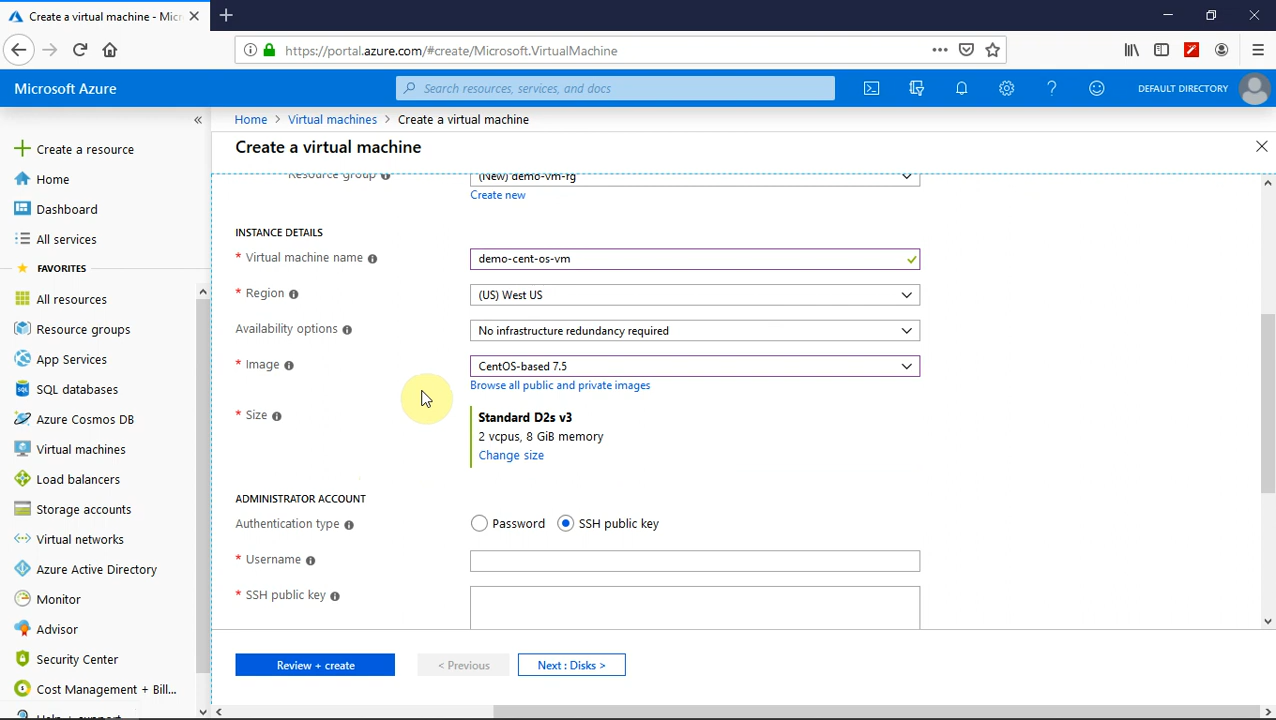 Create a virtual machine - Micr
https://portal.azure.com/#create/Microsoft.VirtualMachine
Microsoft Azure
Search resources, services, and docs
DEFAULT DIRECTORY
Home > Virtual machines > Create a virtual machine
Create a virtual machine
Create a resource
Home
Dashboard
All services
FAVORITES
All resources
Resource groups
App Services
SQL databases
Azure Cosmos DB
Virtual machines
Load balancers
Storage accounts
Virtual networks
Azure Active Directory
Monitor
Advisor
Security Center
Cost Management + Bill...
Help + support
Resource group
(New) demo-vm-rg
Create new
INSTANCE DETAILS
* Virtual machine name
demo-cent-os-vm
* Region
(US) West US
Availability options
No infrastructure redundancy required
* Image
CentOS-based 7.5
Browse all public and private images
* Size
Standard D2s v3
2 vcpus, 8 GiB memory
Change size
ADMINISTRATOR ACCOUNT
Authentication type
Password SSH public key
* Username
* SSH public key
Review + create
< Previous
Next : Disks >